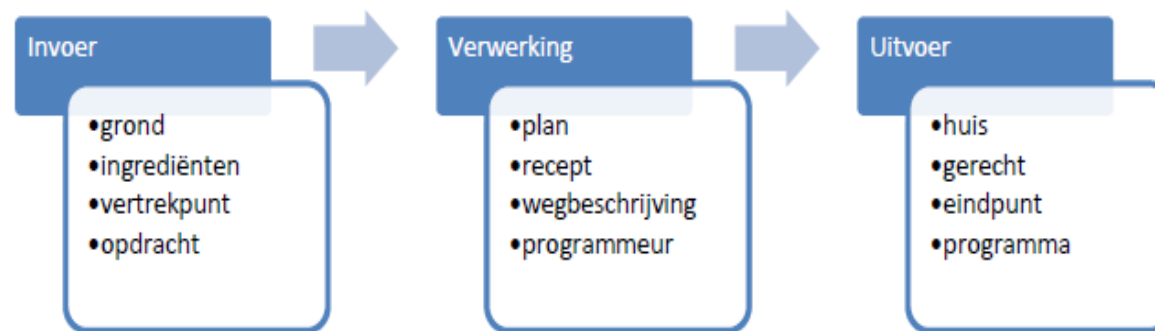 Invoer
•grond
•ingrediënten
•vertrekpunt
•opdracht
Verwerking
•plan
•recept
•wegbeschrijving
•programmeur
Uitvoer
•huis
•gerecht
•eindpunt
•programma